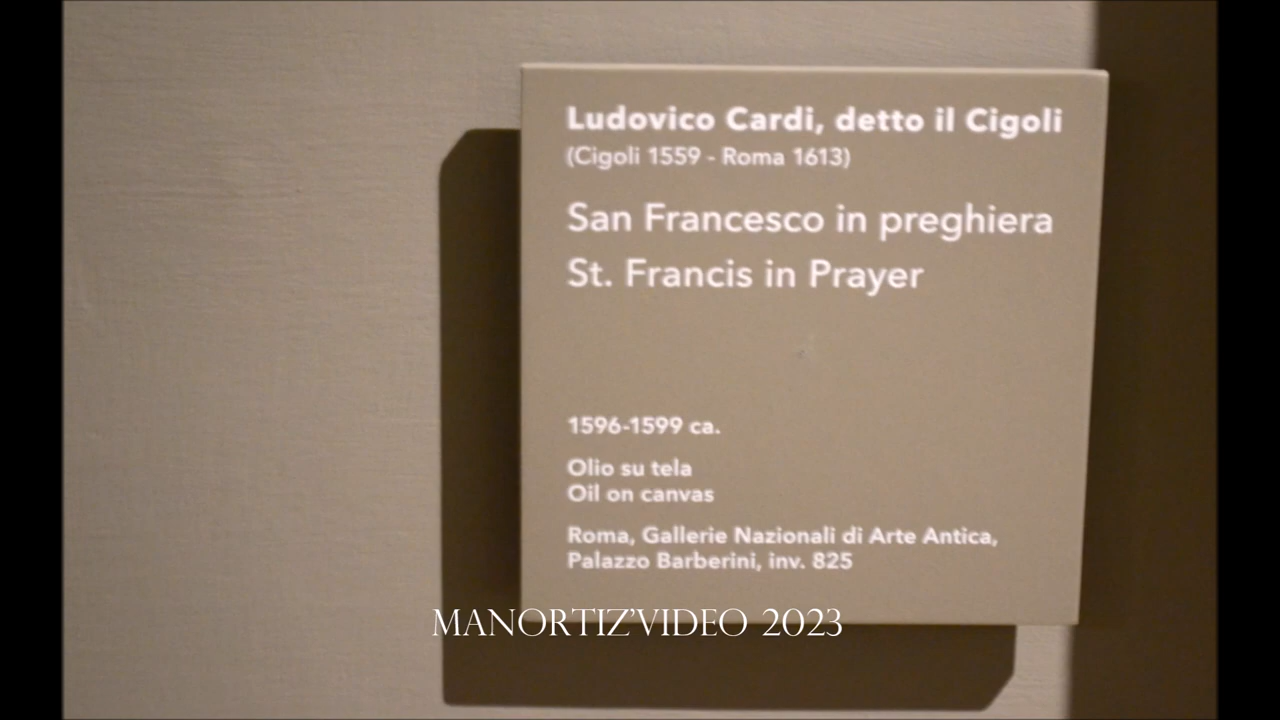 Ludovico Cardi, detto il Cigoli
(Cigoli 1559 - Roma 1613)
San Francesco in preghiera
St. Francis in Prayer
1596-1599 ca.
Olio su tela
Oil on canvas
Roma, Gallerie Nazionali di Arte Antica,
Palazzo Barberini, inv. 825
MANORTIZ'VIDEO 2023